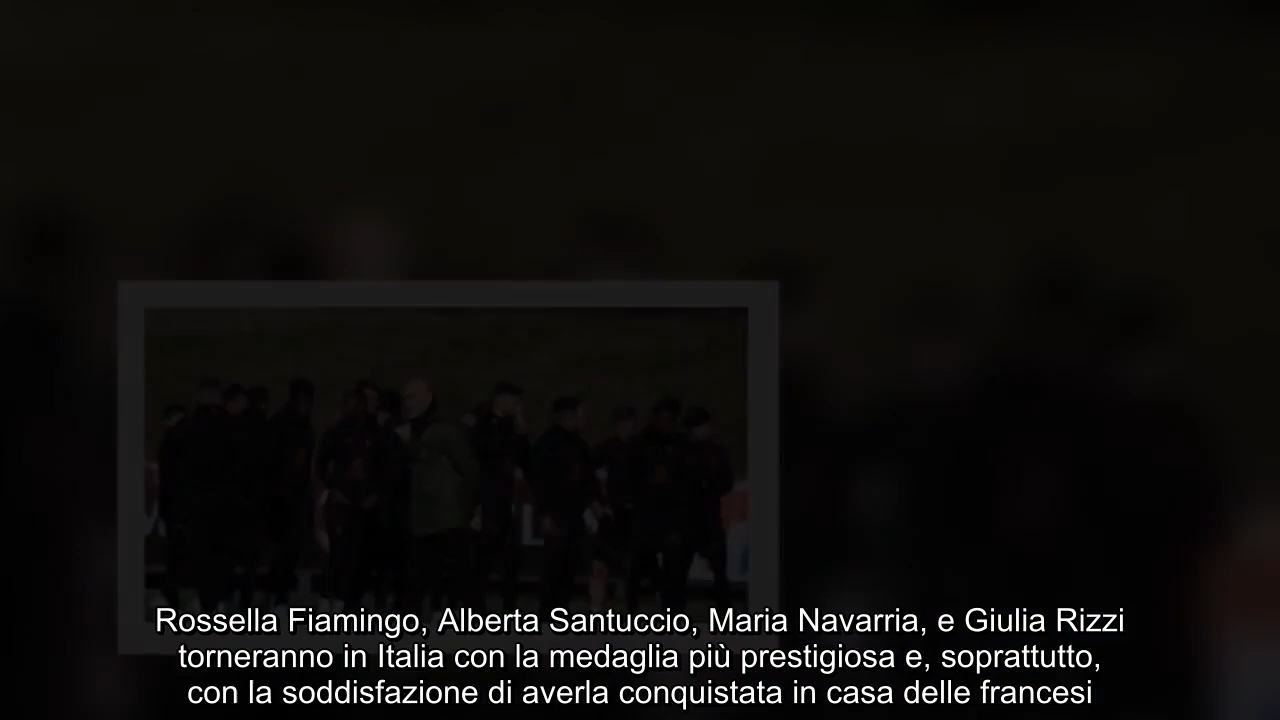 Rossella Fiamingo, Alberta Santuccio, Maria Navarria, e Giulia Rizzi
torneranno in Italia con la medaglia più prestigiosa e, soprattutto,
con la soddisfazione di averla conquistata in casa delle francesi